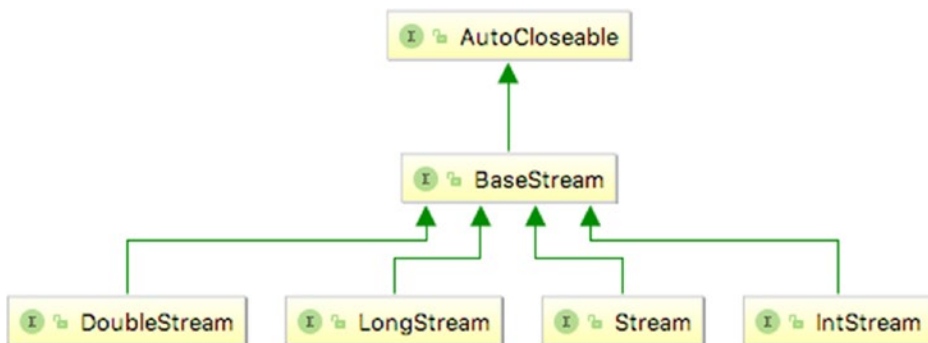 I AutoCloseable
I BaseStream
I DoubleStream
I LongStream
I Stream
I IntStream